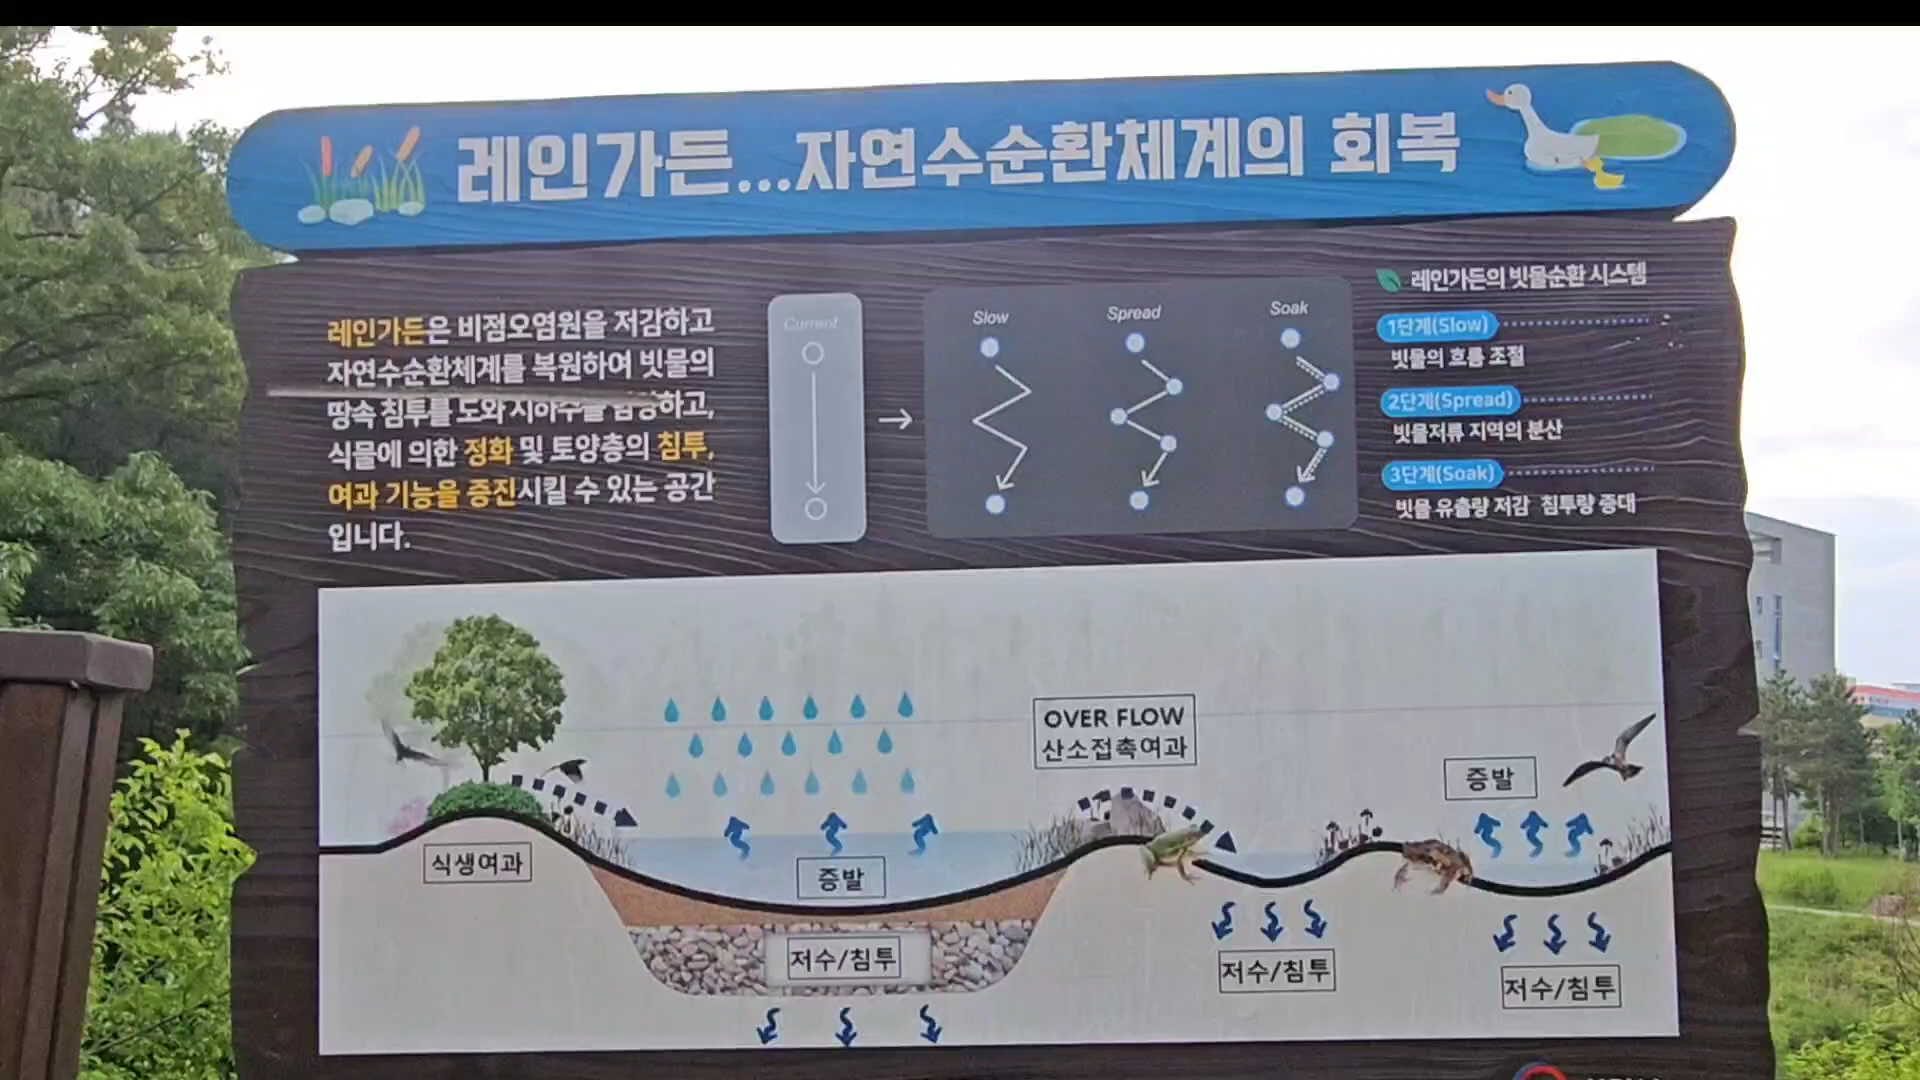 레인가든...자연수순환체계의 회복
레인가든은 비점오염원을 저감하고
자연수순환체계를 복원하여 빗물의
땅속 침투를 도와 지하수를 함양하고,
식물에 의한 정화 및 토양층의 침투,
여과 기능을 증진시킬 수 있는 공간
입니다.
Current
Slow
Spread
Soak
레인가든의 빗물순환 시스템
1단계(Slow)
빗물의 흐름 조절
2단계(Spread)
빗물저류 지역의 분산
3단계(Soak)
빗물 유출량 저감 침투량 증대
OVER FLOW
산소접촉여과
증발
식생여과
증발
저수/침투
저수/침투
저수/침투